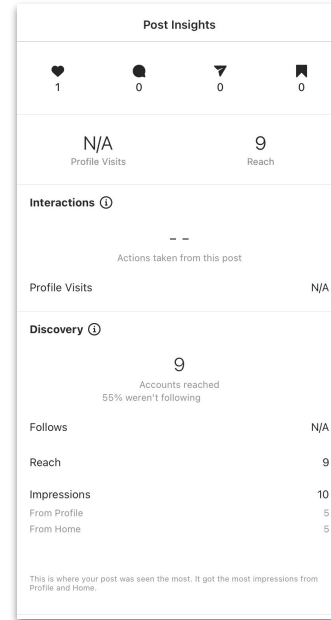 Post Insights
1 0 0 0
N/A 9
Profile Visits Reach
Interactions
- -
Actions taken from this post
Profile Visits N/A
Discovery
9
Accounts reached
55% weren't following
Follows N/A
Reach 9
Impressions 10
From Profile 5
From Home 5
This is where your post was seen the most. It got the most impressions from
Profile and Home.